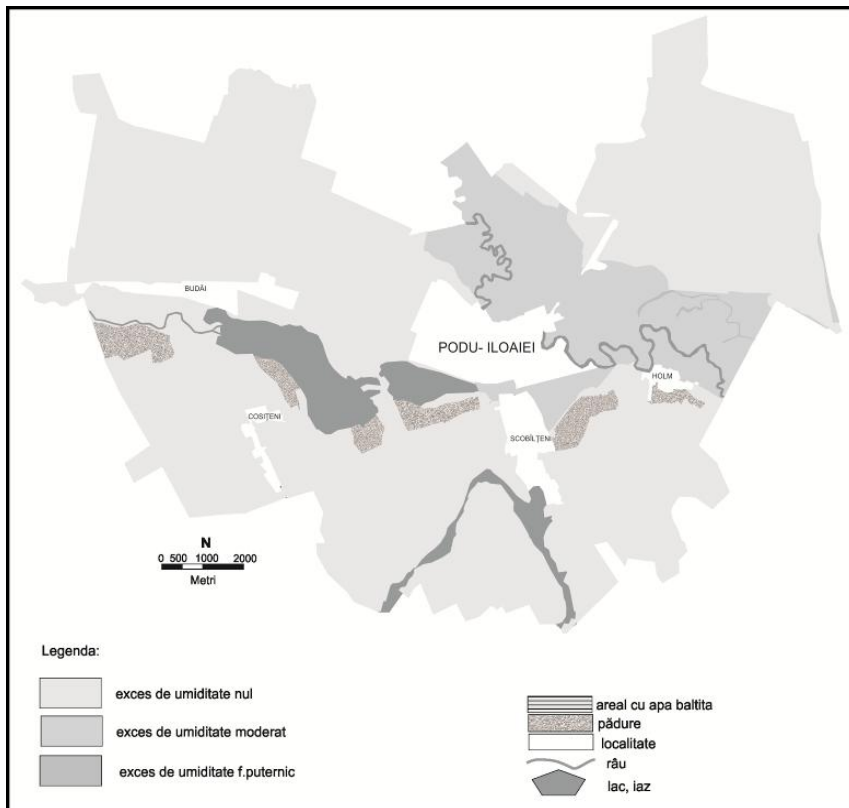 BUDĂI
PODU- ILOAIEI
HOLM
COSIȚENI
SCOBÎLȚENI
N
0 500 1000 2000
Metri
Legenda:
exces de umiditate nul
exces de umiditate moderat
exces de umiditate f.puternic
areal cu apa baltita
pădure
localitate
râu
lac, iaz